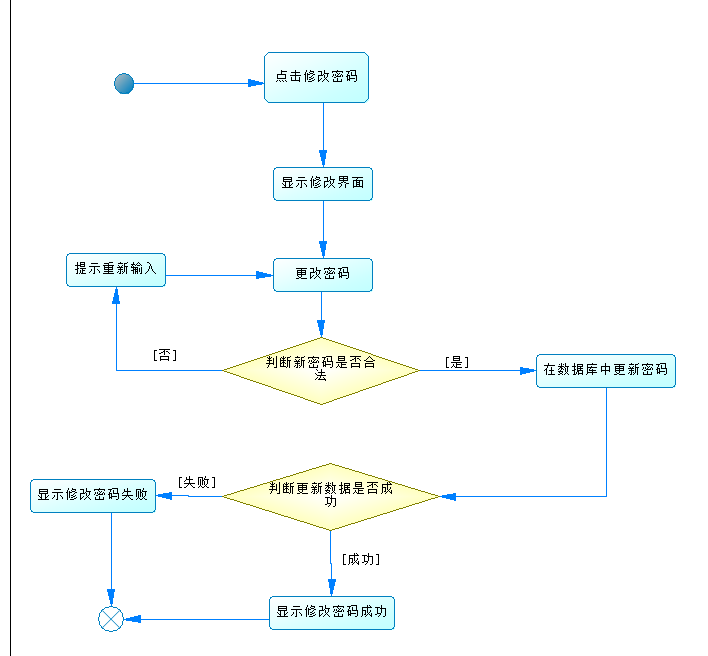 点击修改密码
显示修改界面
提示重新输入
更改密码
[否]
判断新密码是否合
法
[是]
在数据库中更新密码
[失败]
显示修改密码失败
判断更新数据是否成
功
[成功]
显示修改密码成功